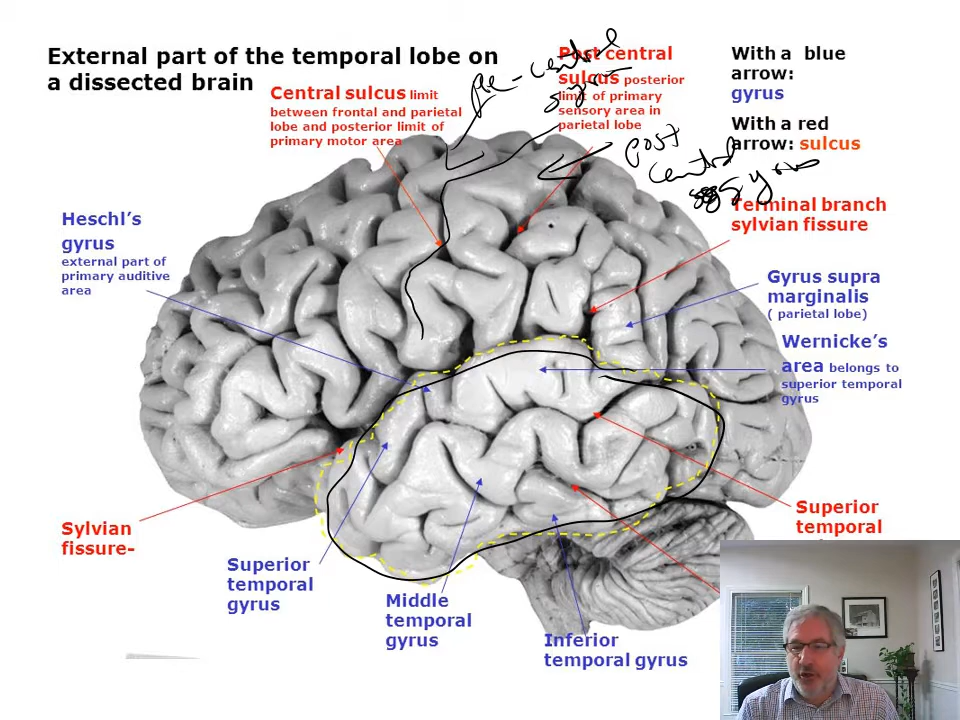 External part of the temporal lobe on
a dissected brain
Central sulcus limit
between frontal and parietal
lobe and posterior limit of
primary motor area
Pre-central
gyrus
Post central
sulcus posterior
limit of primary
sensory area in
parietal lobe
With a blue
arrow:
gyrus
With a red
arrow: sulcus
post
central
gyrus
Terminal branch
sylvian fissure
Heschl's
gyrus
external part of
primary auditive
area
Gyrus supra
marginalis
( parietal lobe)
Wernicke's
area belongs to
superior temporal
gyrus
Sylvian
fissure-
Superior
temporal
gyrus
Middle
temporal
gyrus
Inferior
temporal gyrus
Superior
temporal